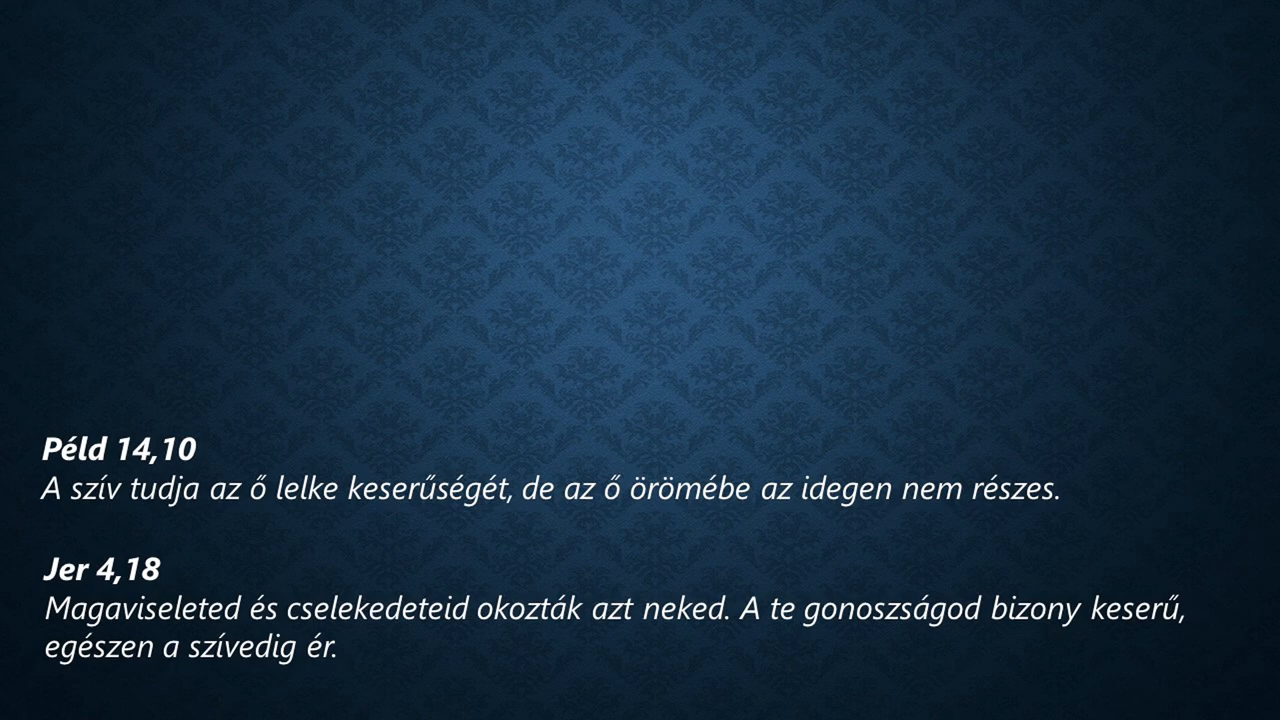 Péld 14,10
A szív tudja az ő lelke keserűségét, de az ő örömébe az idegen nem részes.
Jer 4,18
Magaviseleted és cselekedeteid okozták azt neked. A te gonoszságod bizony keserű,
egészen a szívedig ér.